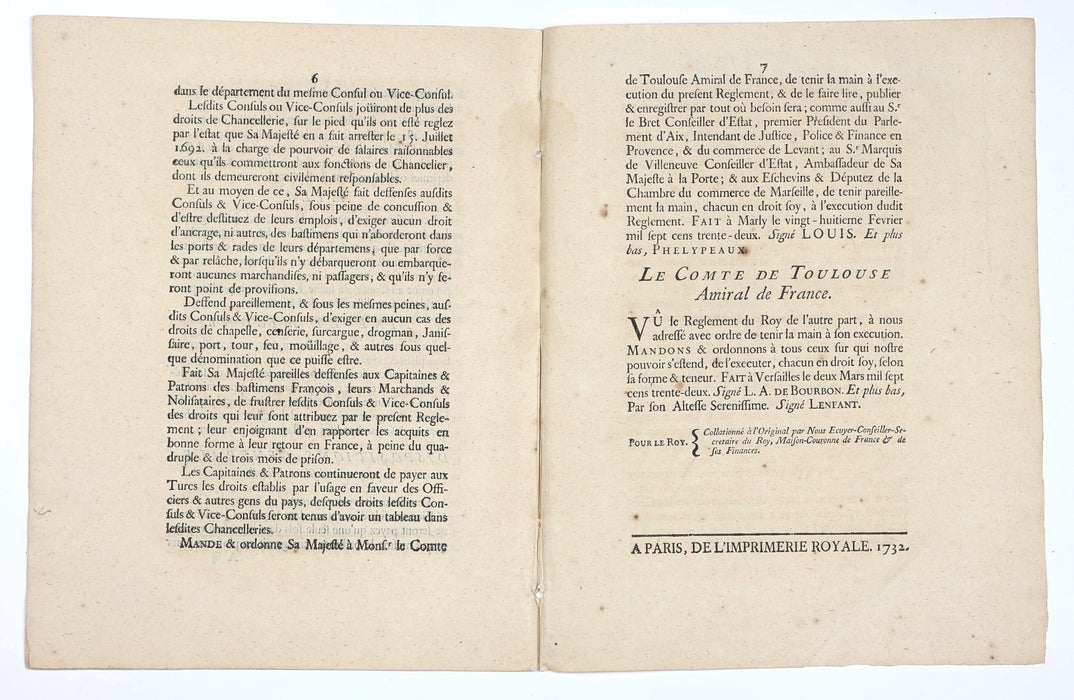 6
dans le département du mesme Consul ou Vice-Consul.
Lesdits Consuls ou Vice-Consuls joüiront de plus des
droits de Chancellerie, sur le pied qu'ils ont esté reglez
par l'estat que Sa Majesté en a fait arrester le 15. Juillet
1692. à la charge de pourvoir de salaires raisonnables
ceux qu'ils commettront aux fonctions de Chancelier,
dont ils demeureront civilement responsables.
Et au moyen de ce, Sa Majesté fait deffenses ausdits
Consuls & Vice-Consuls, sous peine de concussion &
d'estre destituez de leurs emplois, d'exiger aucun droit
d'ancrage, ni autres, des bastimens qui n'aborderont dans
les ports & rades de leurs départemens, que par force
& par relâche, lorsqu'ils n'y débarqueront ou embarque-
ront aucunes marchandises, ni passagers, & qu'ils n'y fe-
ront point de provisions.
Deffend pareillement, & sous les mesmes peines, aus-
dits Consuls & Vice-Consuls, d'exiger en aucun cas des
droits de chapelle, censerie, surcargue, drogman, Janis-
saire, port, tour, feu, moüillage, & autres sous quel-
que dénomination que ce puisse estre.
Fait Sa Majesté pareilles deffenses aux Capitaines &
Patrons des bastimens François, leurs Marchands &
Nolisataires, de frustrer lesdits Consuls & Vice-Consuls
des droits qui leur sont attribuez par le present Regle-
ment ; leur enjoignant d'en rapporter les acquits en
bonne forme à leur retour en France, à peine du qua-
druple & de trois mois de prison.
Les Capitaines & Patrons continueront de payer aux
Turcs les droits establis par l'usage en faveur des Offi-
ciers & autres gens du pays, desquels droits lesdits Con-
suls & Vice-Consuls seront tenus d'avoir un tableau dans
lesdites Chancelleries.
MANDE & ordonne Sa Majesté à Mons.r le Comte
7
de Toulouse Amiral de France, de tenir la main à l'exe-
cution du present Reglement, & de le faire lire, publier
& enregistrer par tout où besoin sera ; comme aussi au S.r
le Bret Conseiller d'Estat, premier Président du Parle-
ment d'Aix, Intendant de Justice, Police & Finance en
Provence, & du commerce de Levant ; au S.r Marquis
de Villeneuve Conseiller d'Estat, Ambassadeur de Sa
Majesté à la Porte ; & aux Eschevins & Députez de la
Chambre du commerce de Marseille, de tenir pareille-
ment la main, chacun en droit soy, à l'execution dudit
Reglement. FAIT à Marly le vingt-huitieme Fevrier
mil sept cens trente-deux. Signé LOUIS. Et plus
bas, PHELYPEAUX.
LE COMTE DE TOULOUSE
Amiral de France.
VÛ le Reglement du Roy de l'autre part, à nous
adressé avec ordre de tenir la main à son execution.
MANDONS & ordonnons à tous ceux sur qui nostre
pouvoir s'estend, de l'executer, chacun en droit soy, selon
sa forme & teneur. FAIT à Versailles le deux Mars mil sept
cens trente-deux. Signé L. A. DE BOURBON. Et plus bas,
Par son Altesse Serenissime. Signé LENFANT.
POUR LE ROY. { Collationné à l'Original par Nous Ecuyer-Conseiller-Se-
cretaire du Roy, Maison-Couronne de France & de
ses Finances.
A PARIS, DE L'IMPRIMERIE ROYALE. 1732.